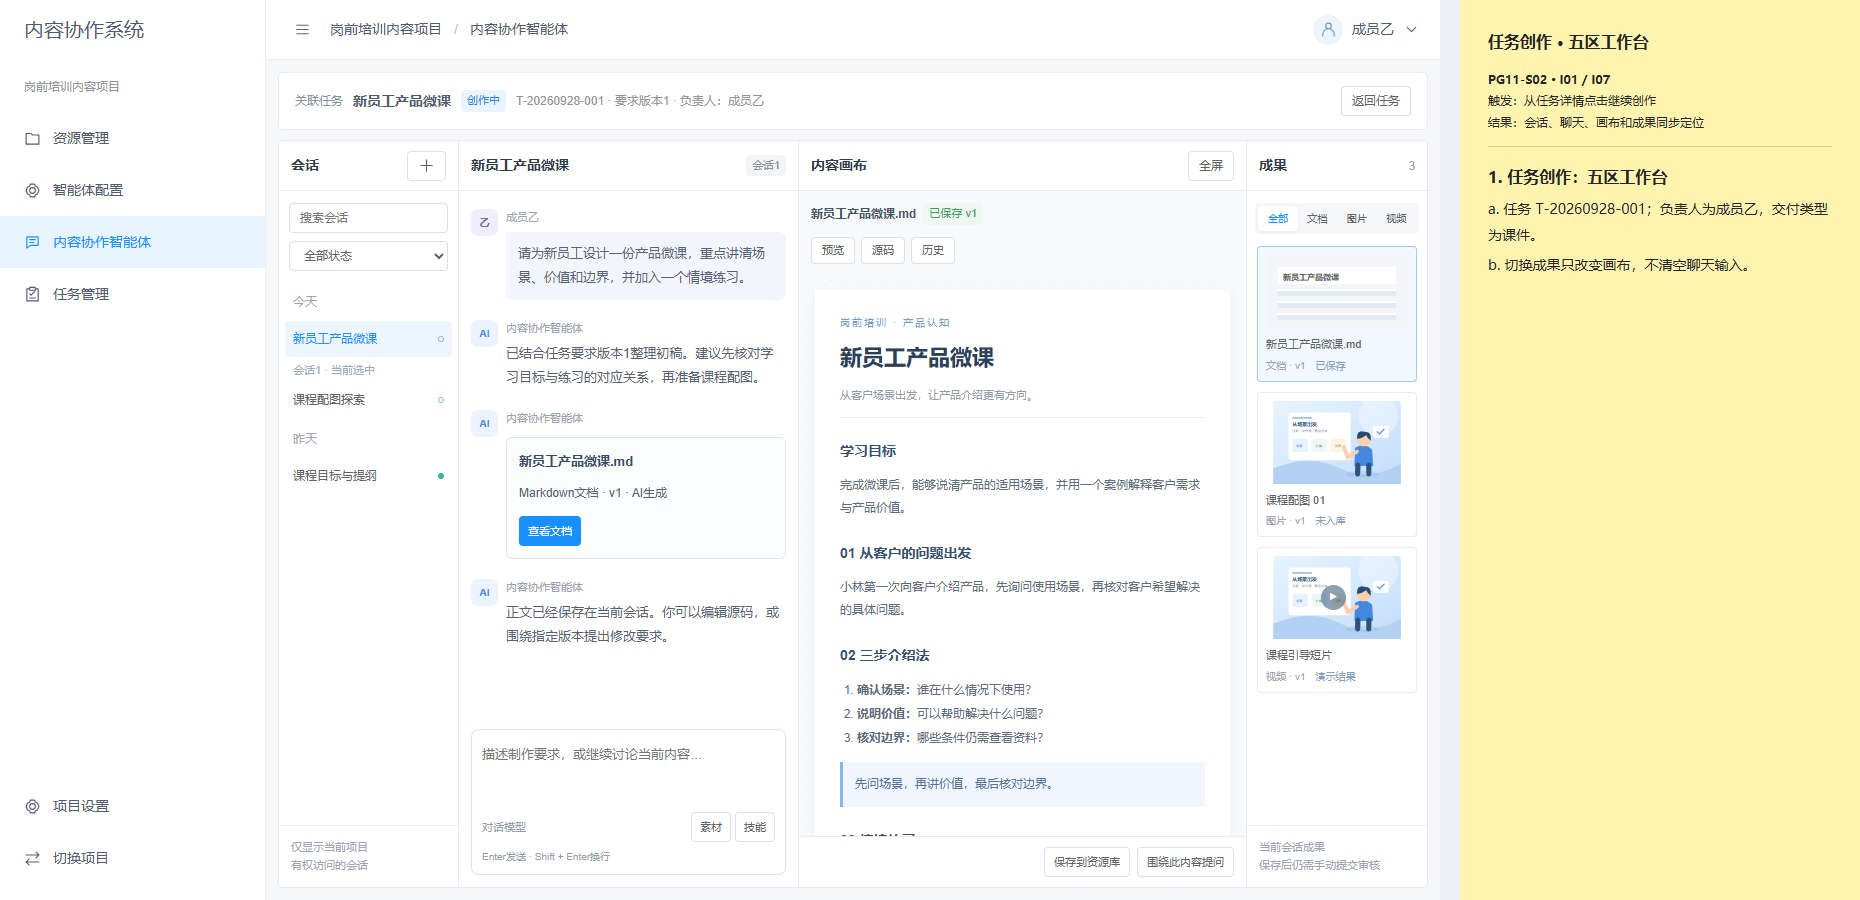 内容协作系统
岗前培训内容项目
资源管理
智能体配置
内容协作智能体
任务管理
项目设置
切换项目
岗前培训内容项目 / 内容协作智能体
成员乙
关联任务 新员工产品微课 创作中 T-20260928-001 · 要求版本1 · 负责人：成员乙
返回任务
会话
搜索会话
全部状态
今天
新员工产品微课
会话1 · 当前选中
课程配图探索
昨天
课程目标与提纲
仅显示当前项目
有权访问的会话
新员工产品微课 会话1
乙 成员乙
请为新员工设计一份产品微课，重点讲清场
景、价值和边界，并加入一个情境练习。
AI 内容协作智能体
已结合任务要求版本1整理初稿。建议先核对学
习目标与练习的对应关系，再准备课程配图。
AI 内容协作智能体
新员工产品微课.md
Markdown文档 · v1 · AI生成
查看文档
AI 内容协作智能体
正文已经保存在当前会话。你可以编辑源码，或
围绕指定版本提出修改要求。
描述制作要求，或继续讨论当前内容…
对话模型 素材 技能
Enter发送 · Shift + Enter换行
内容画布 全屏
新员工产品微课.md 已保存 v1
预览 源码 历史
岗前培训 · 产品认知
新员工产品微课
从客户场景出发，让产品介绍更有方向。
学习目标
完成微课后，能够说清产品的适用场景，并用一个案例解释客户需求
与产品价值。
01 从客户的问题出发
小林第一次向客户介绍产品，先询问使用场景，再核对客户希望解决
的具体问题。
02 三步介绍法
1. 确认场景：谁在什么情况下使用？
2. 说明价值：可以帮助解决什么问题？
3. 核对边界：哪些条件仍需查看资料？
先问场景，再讲价值，最后核对边界。
保存到资源库 围绕此内容提问
成果 3
全部 文档 图片 视频
新员工产品微课
新员工产品微课.md
文档 · v1 已保存
从场景出发
课程配图 01
图片 · v1 未入库
从场景出发
课程引导短片
视频 · v1 演示结果
当前会话成果
保存后仍需手动提交审核
任务创作 • 五区工作台
PG11-S02 • I01 / I07
触发：从任务详情点击继续创作
结果：会话、聊天、画布和成果同步定位
1. 任务创作：五区工作台
a. 任务 T-20260928-001；负责人为成员乙，交付类型
为课件。
b. 切换成果只改变画布，不清空聊天输入。